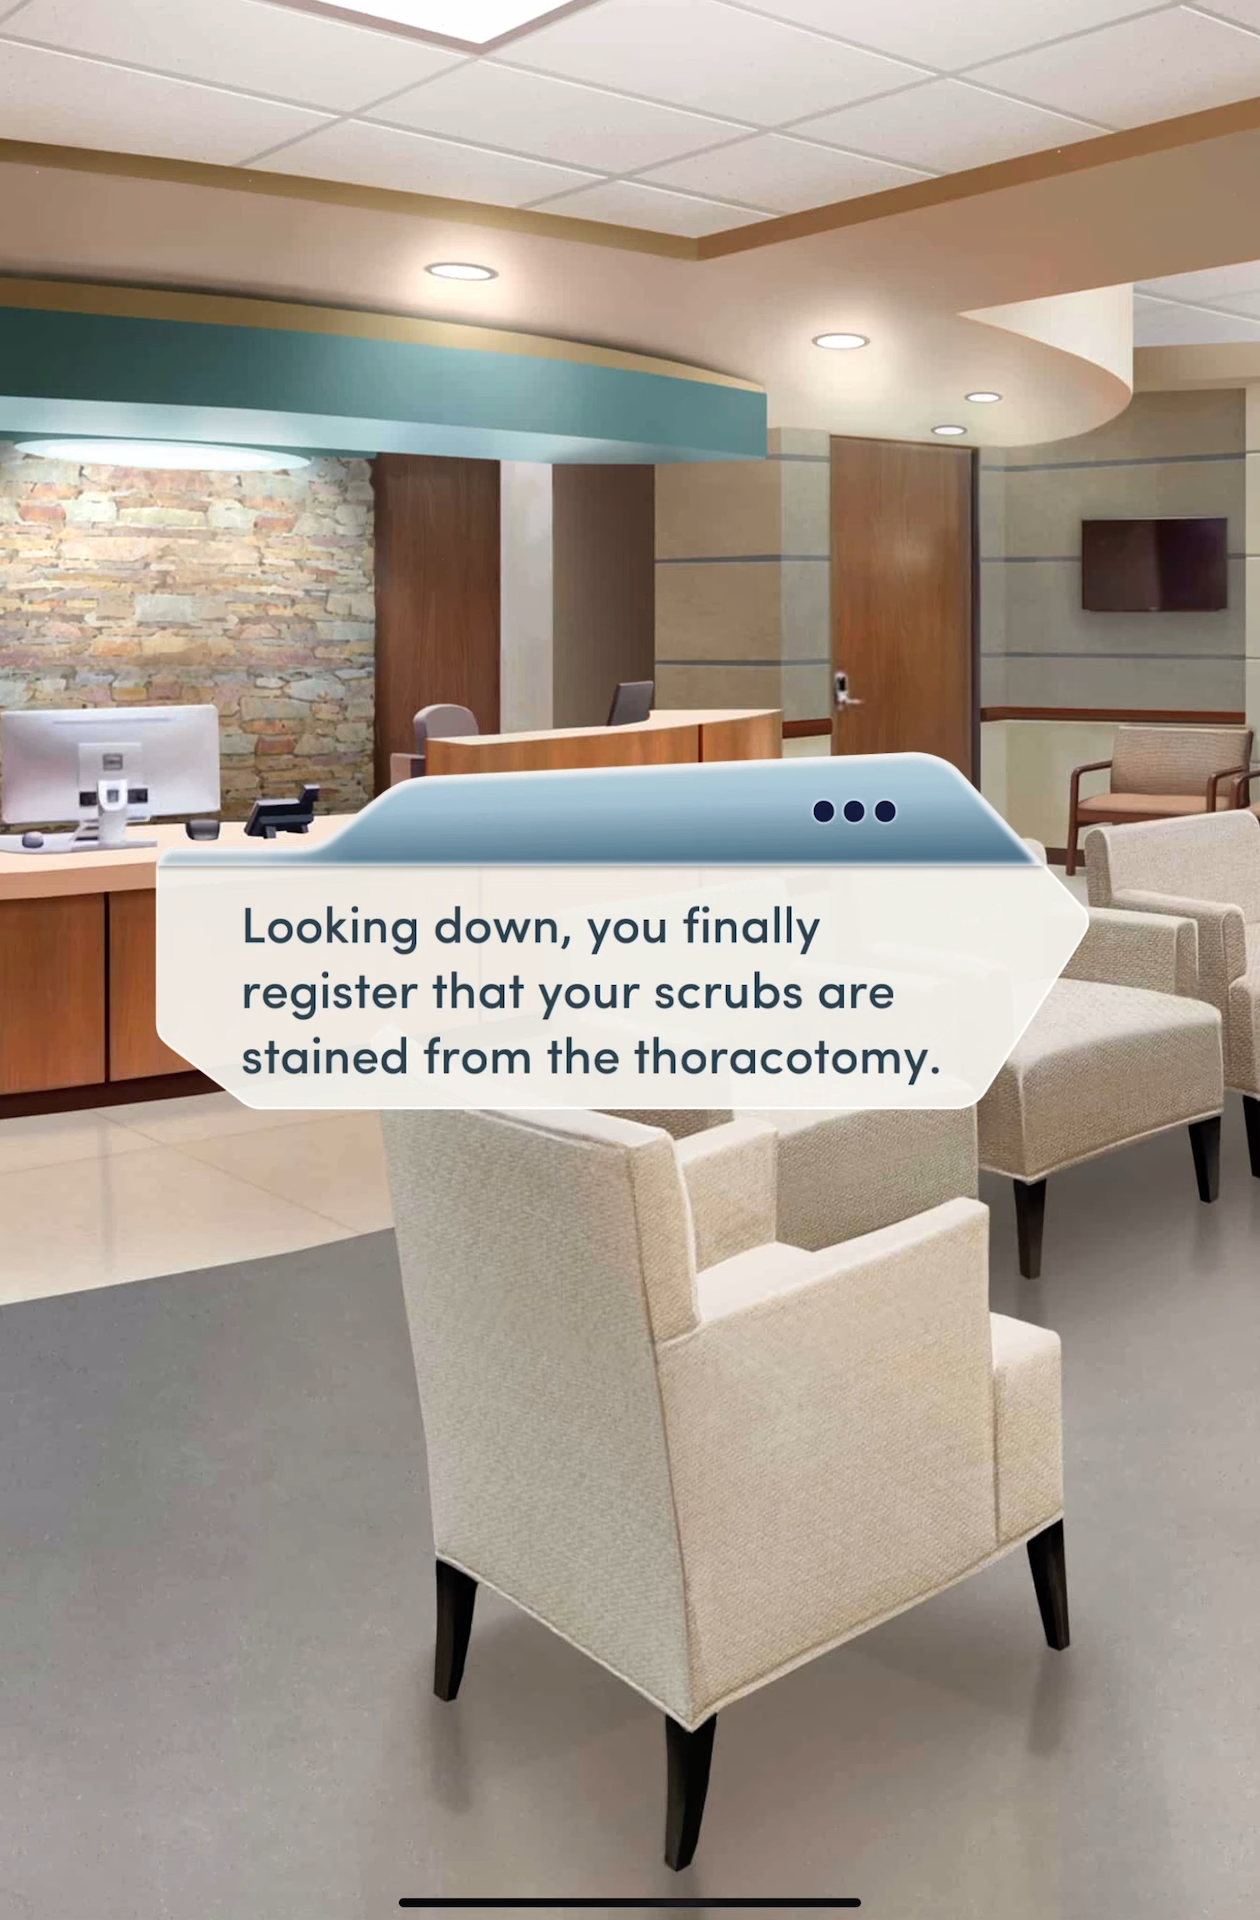 Looking down, you finally
register that your scrubs are
stained from the thoracotomy.